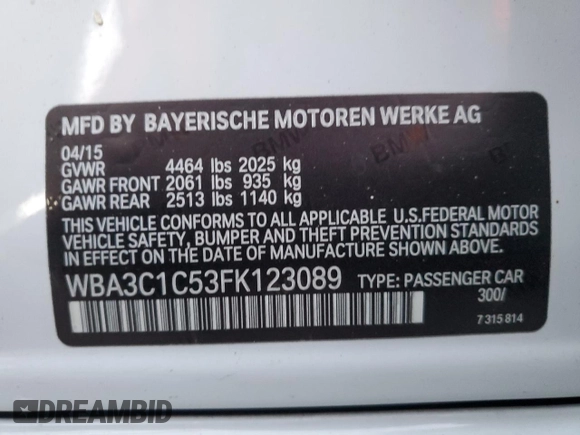 MFD BY BAYERISCHE MOTOREN WERKE AG
04/15
GVWR 4464 lbs 2025 kg
GAWR FRONT 2061 lbs 935 kg
GAWR REAR 2513 lbs 1140 kg
THIS VEHICLE CONFORMS TO ALL APPLICABLE U.S.FEDERAL MOTOR
VEHICLE SAFETY, BUMPER AND THEFT PREVENTION STANDARDS
IN EFFECT ON THE DATE OF MANUFACTURE SHOWN ABOVE.
WBA3C1C53FK123089 TYPE: PASSENGER CAR
300/
7 315 814
DREAMBID